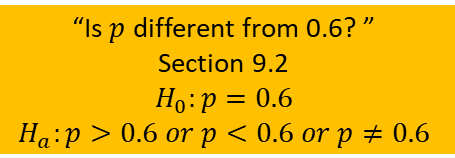 “Is p different from 0.6? ”
Section 9.2
H₀: p = 0.6
Hₐ: p > 0.6 or p < 0.6 or p ≠ 0.6